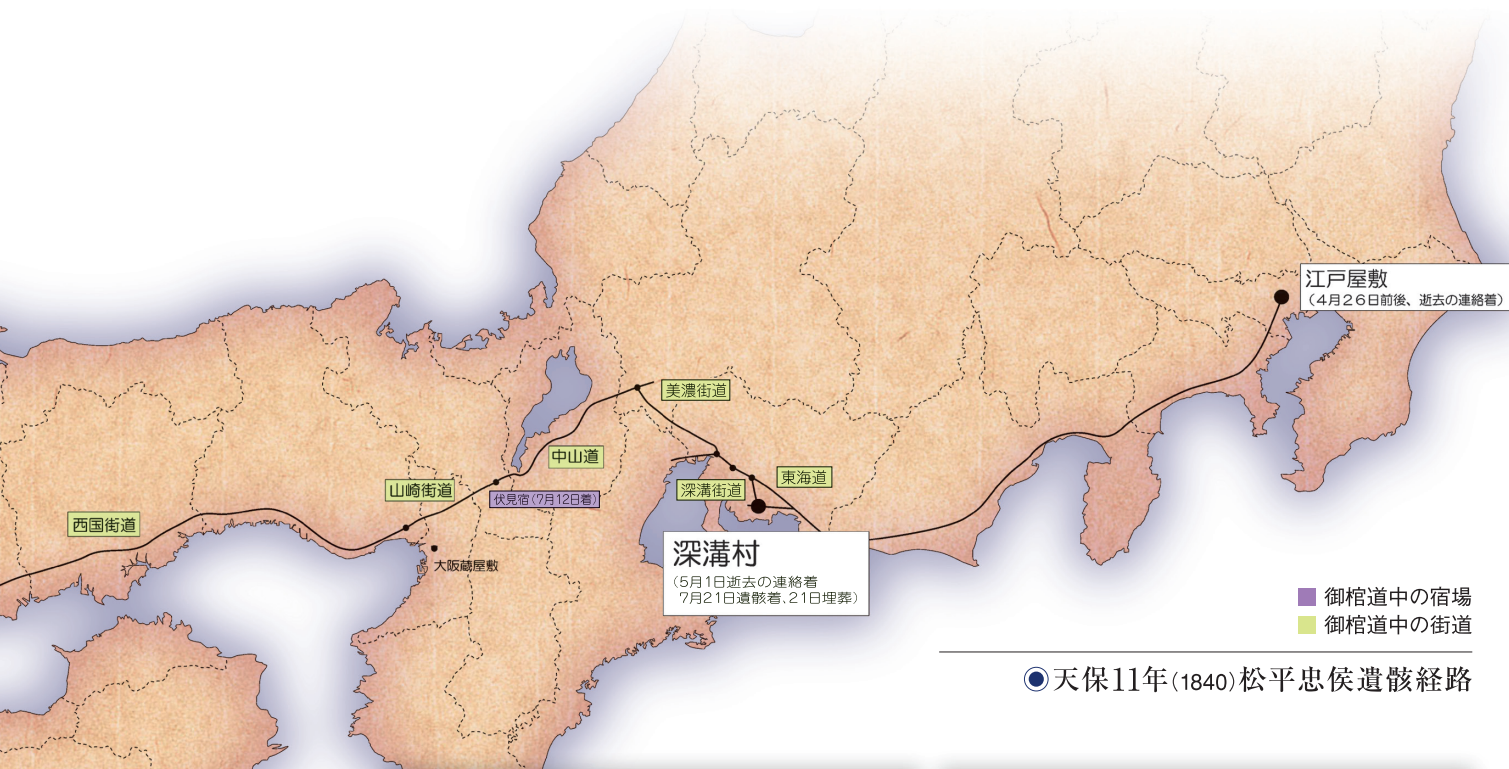 江戸屋敷
（4月26日前後、逝去の連絡着）
美濃街道
中山道
東海道
山崎街道
深溝街道
伏見宿（7月12日着）
西国街道
大阪蔵屋敷
深溝村
（5月1日逝去の連絡着
7月21日遺骸着、21日埋葬）
御棺道中の宿場
御棺道中の街道
天保11年（1840）松平忠侯遺骸経路